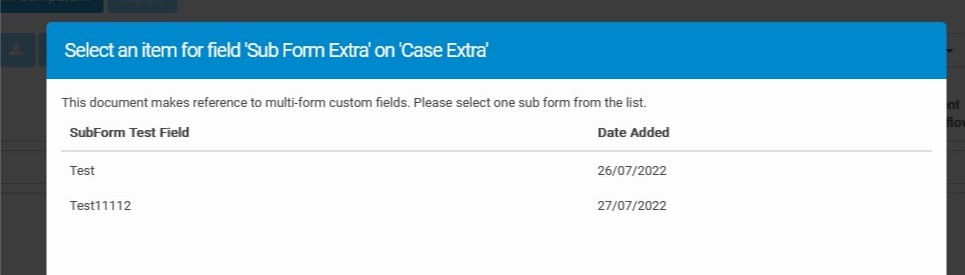 Select an item for field 'Sub Form Extra' on 'Case Extra'
This document makes reference to multi-form custom fields. Please select one sub form from the list.
SubForm Test Field Date Added
Test 26/07/2022
Test11112 27/07/2022